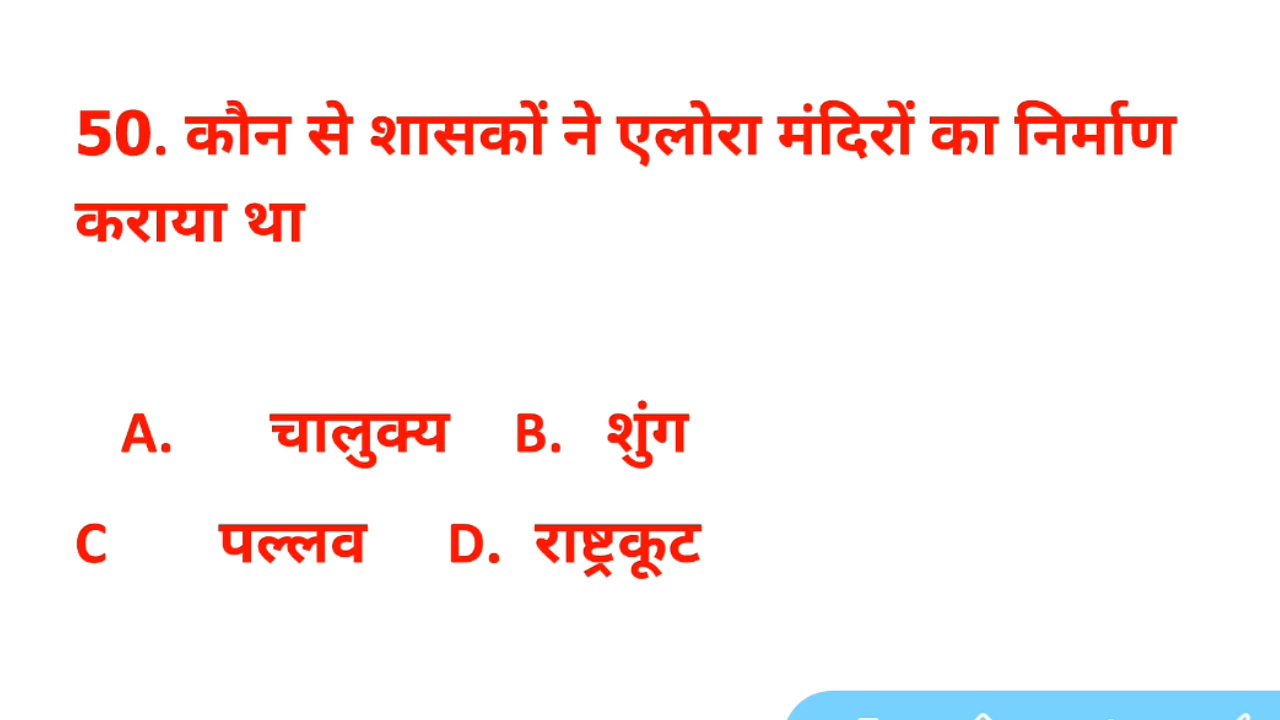 50. कौन से शासकों ने एलोरा मंदिरों का निर्माण
कराया था
A. चालुक्य B. शुंग
C पल्लव D. राष्ट्रकूट